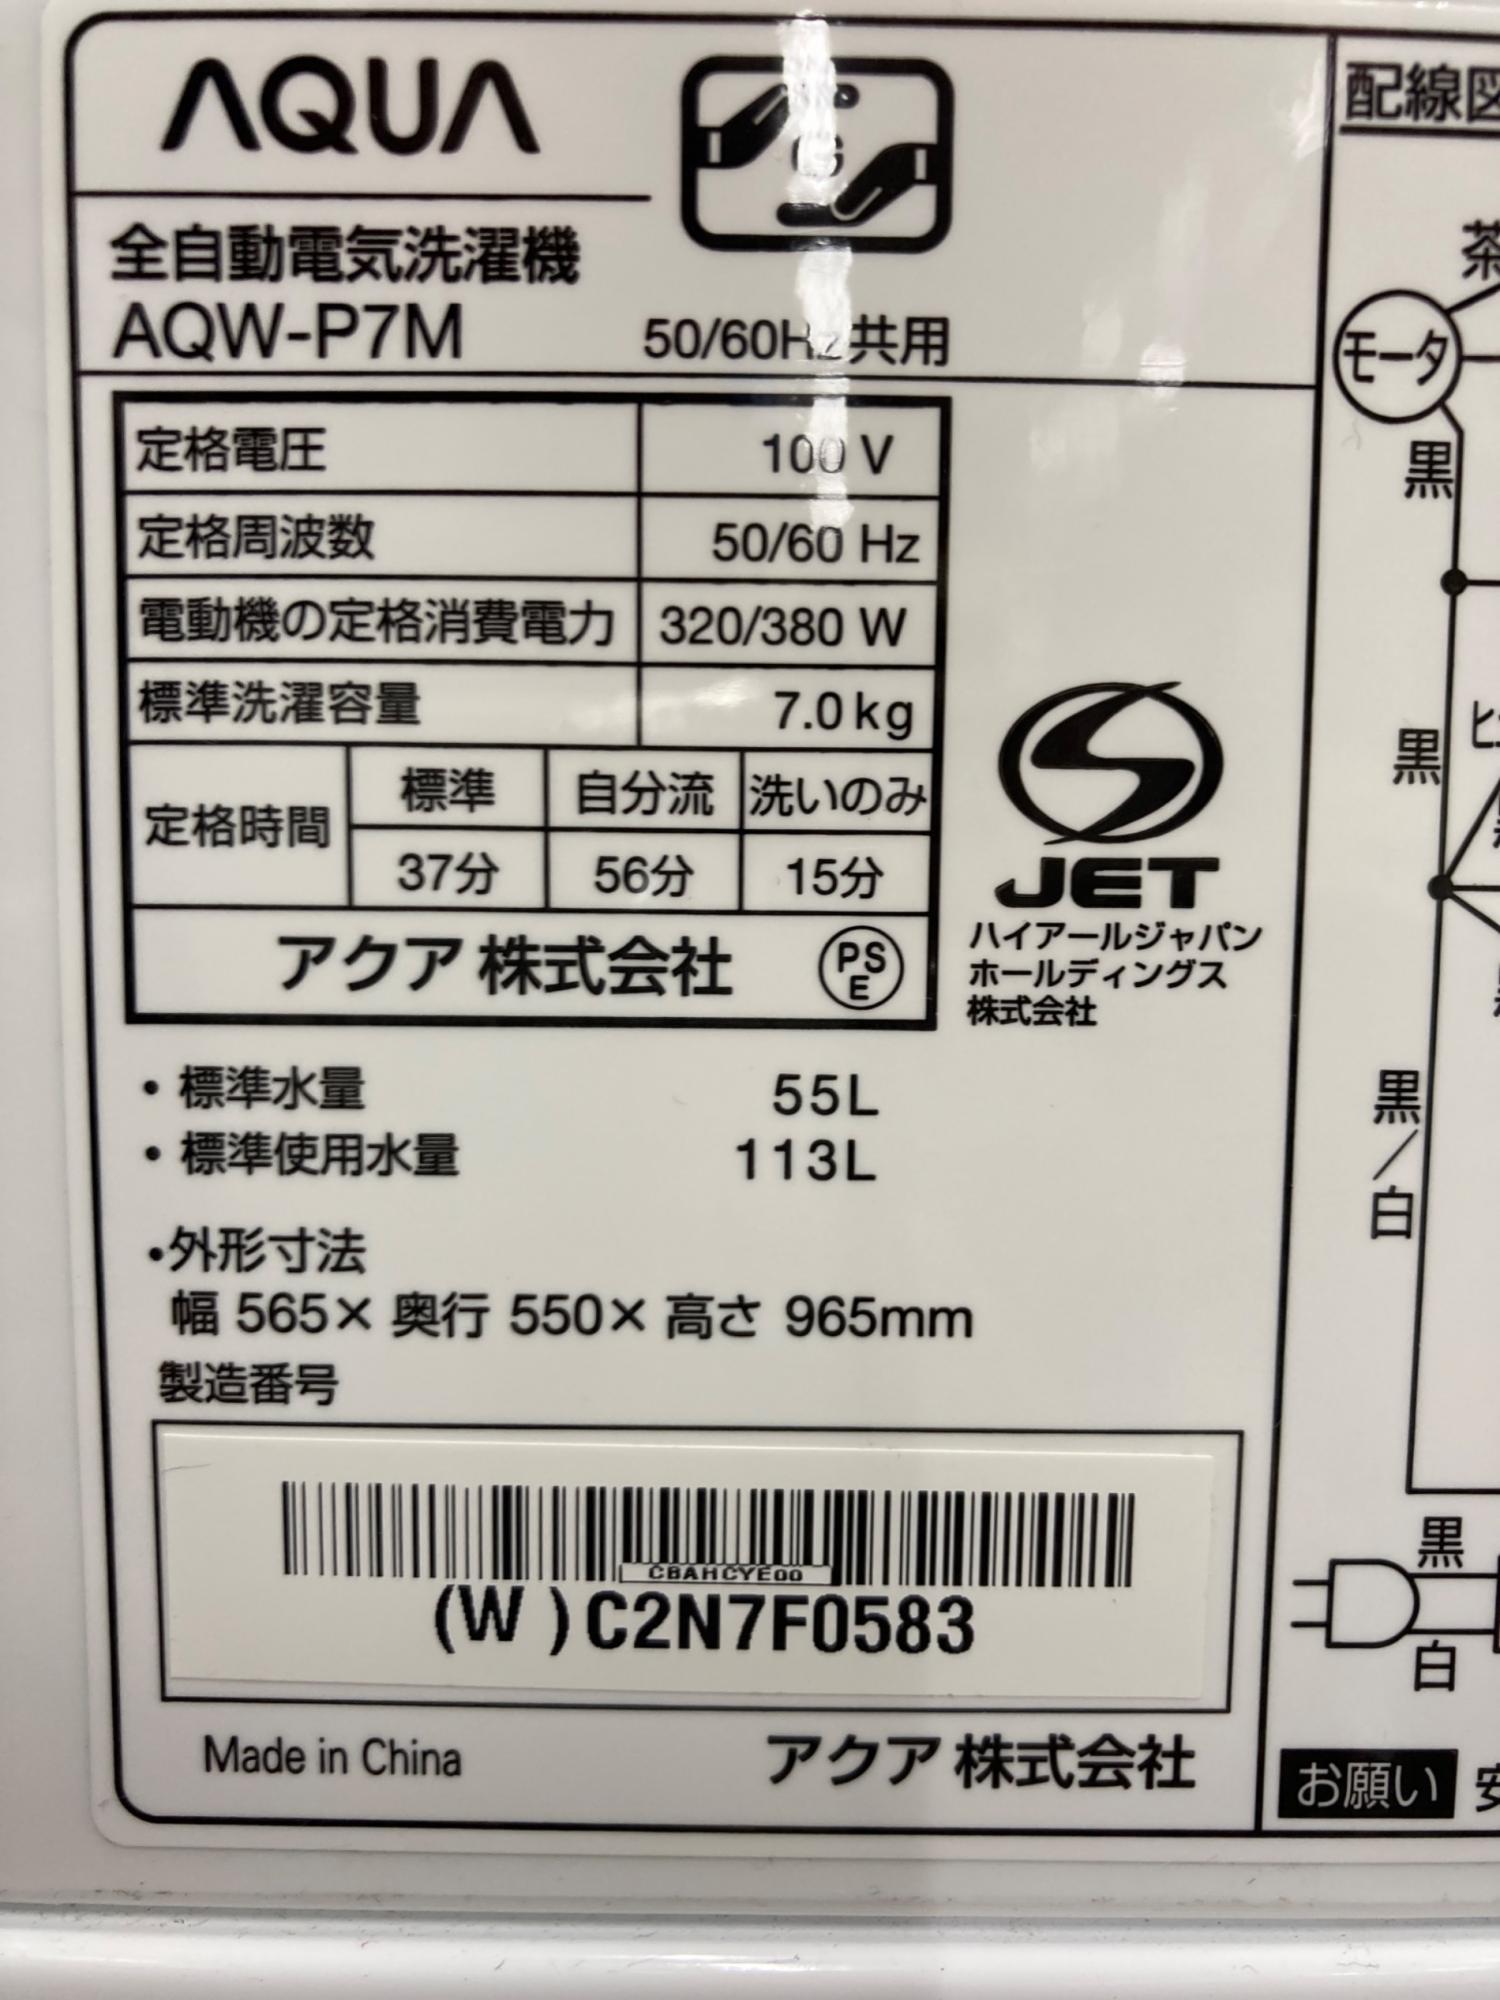 AQUA
G
全自動電気洗濯機
AQW-P7M 50/60Hz共用
定格電圧 100 V
定格周波数 50/60 Hz
電動機の定格消費電力 320/380 W
標準洗濯容量 7.0kg
定格時間 標準 自分流 洗いのみ
37分 56分 15分
アクア 株式会社 PSE
JET
ハイアールジャパン
ホールディングス
株式会社
・標準水量 55L
・標準使用水量 113L
・外形寸法
幅 565× 奥行 550× 高さ 965mm
製造番号
CBAHCYE00
(W )C2N7F0583
Made in China アクア 株式会社
配線図
茶
モータ
黒
黒
黒/白
黒
白
お願い 安